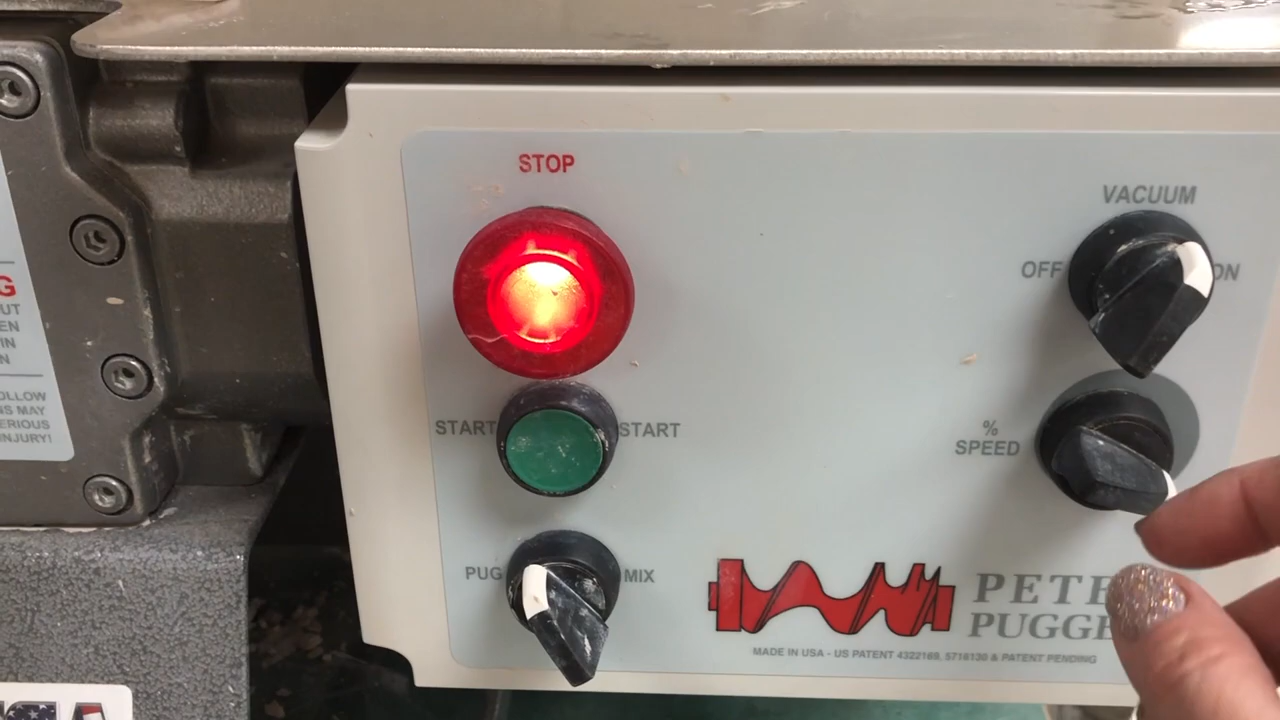 STOP
VACUUM
OFF
ON
START
START
%
SPEED
PUG
MIX
PETE
PUGGE
MADE IN USA - US PATENT 4322169, 5716130 & PATENT PENDING
G
UT
EN
IN
N
OLLOW
NS MAY
ERIOUS
INJURY!